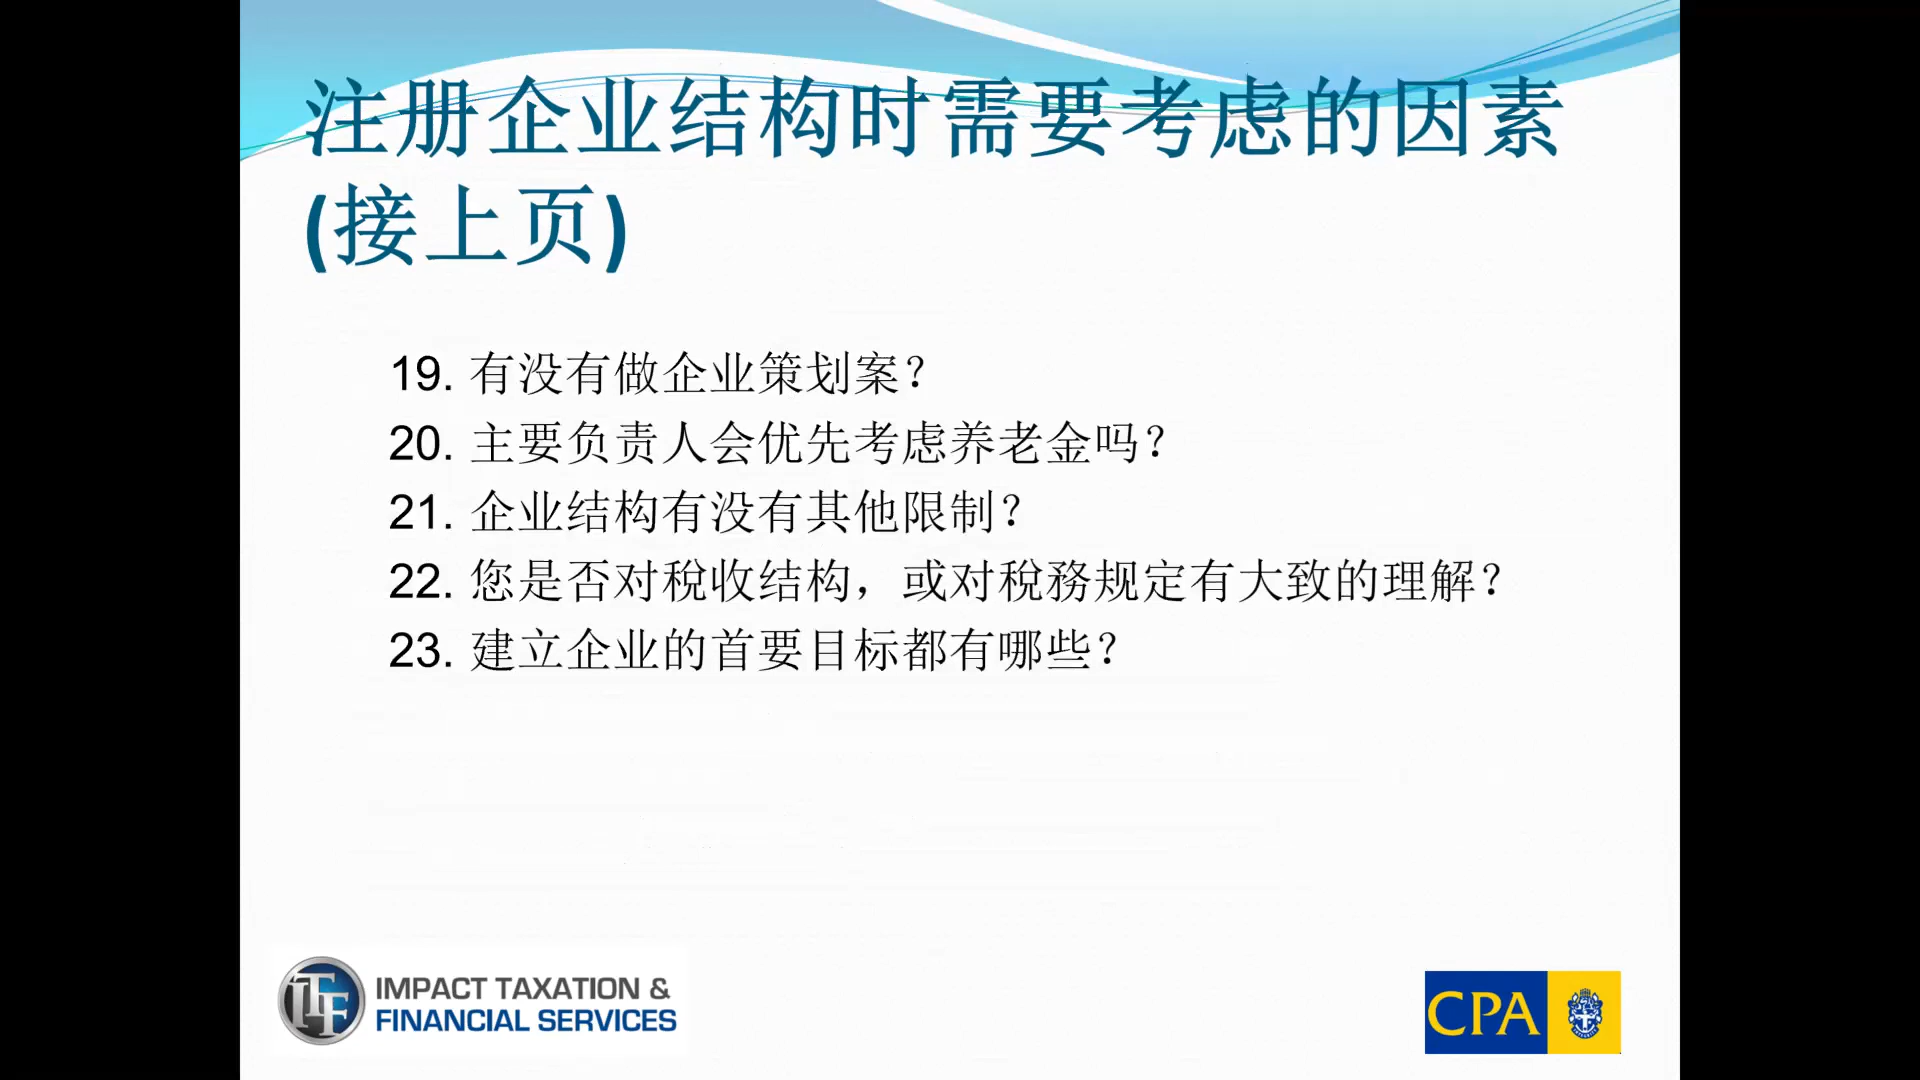 注册企业结构时需要考虑的因素
(接上页)
19. 有没有做企业策划案？
20. 主要负责人会优先考虑养老金吗？
21. 企业结构有没有其他限制？
22. 您是否对稅收结构，或对稅務规定有大致的理解？
23. 建立企业的首要目标都有哪些？
ITF
IMPACT TAXATION &
FINANCIAL SERVICES
CPA